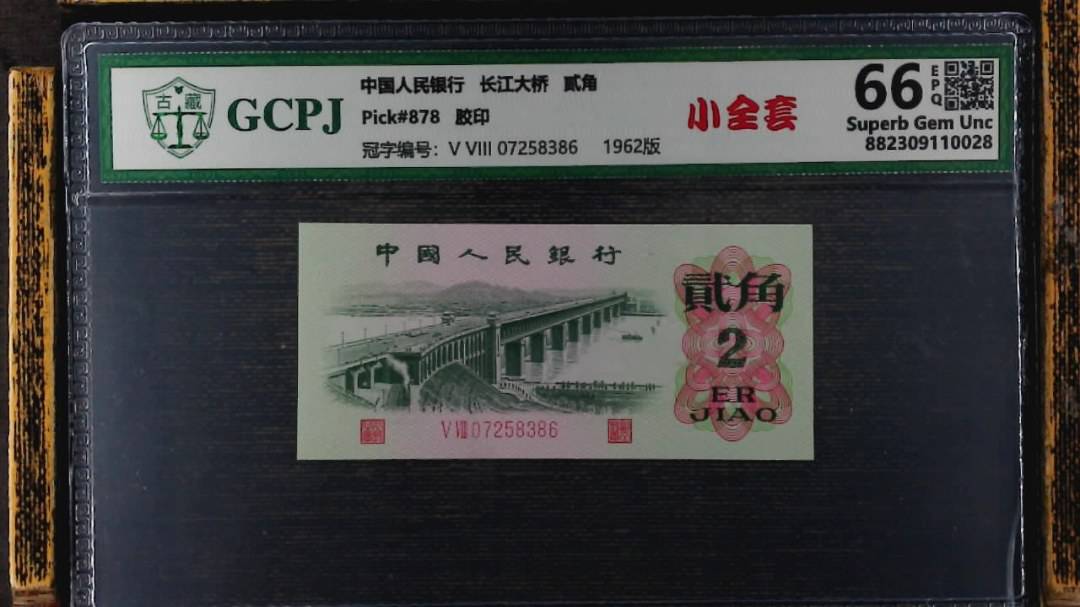 古藏
GCPJ
中国人民银行 长江大桥 贰角
Pick#878 胶印
冠字编号: V VIII 07258386 1962版
小全套
66 EPQ
Superb Gem Unc
882309110028
中國人民銀行
貳角
2
ER
JIAO
V VIII 07258386